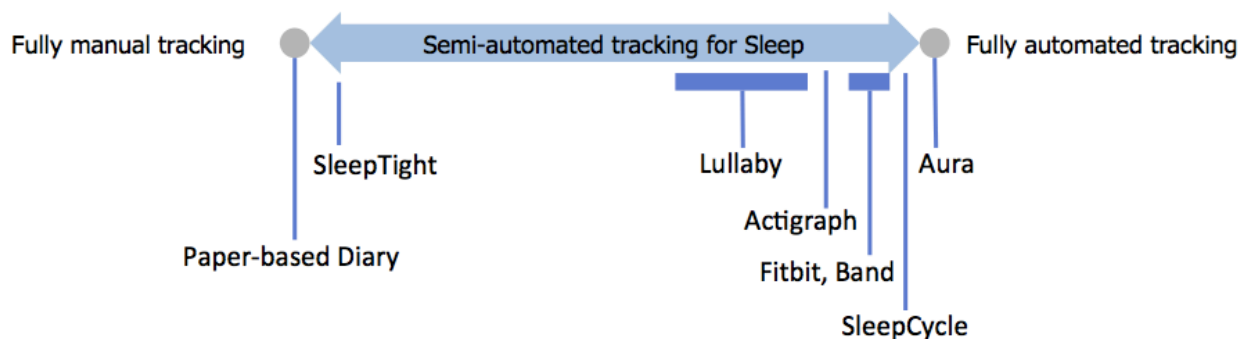 Fully manual tracking
Semi-automated tracking for Sleep
Fully automated tracking
SleepTight
Lullaby
Aura
Actigraph
Paper-based Diary
Fitbit, Band
SleepCycle